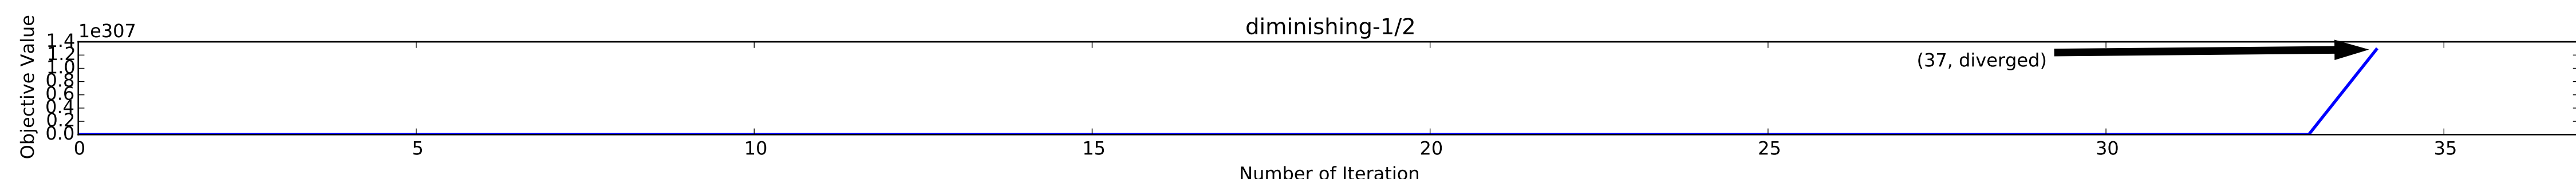 diminishing-1/2
1e307
Objective Value
1.4
1.2
1.0
0.8
0.6
0.4
0.2
0.0
(37, diverged)
0 5 10 15 20 25 30 35
Number of Iteration